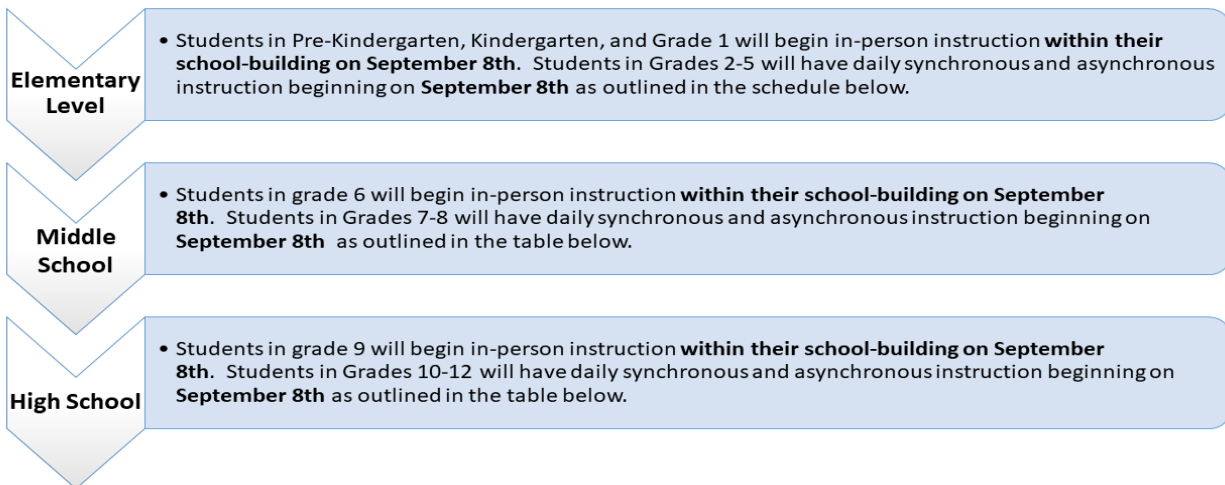 Elementary
Level
• Students in Pre-Kindergarten, Kindergarten, and Grade 1 will begin in-person instruction within their
school-building on September 8th.  Students in Grades 2-5 will have daily synchronous and asynchronous
instruction beginning on September 8th as outlined in the schedule below.
Middle
School
• Students in grade 6 will begin in-person instruction within their school-building on September
8th.  Students in Grades 7-8 will have daily synchronous and asynchronous instruction beginning on
September 8th  as outlined in the table below.
High School
• Students in grade 9 will begin in-person instruction within their school-building on September
8th.  Students in Grades 10-12 will have daily synchronous and asynchronous instruction beginning on
September 8th as outlined in the table below.